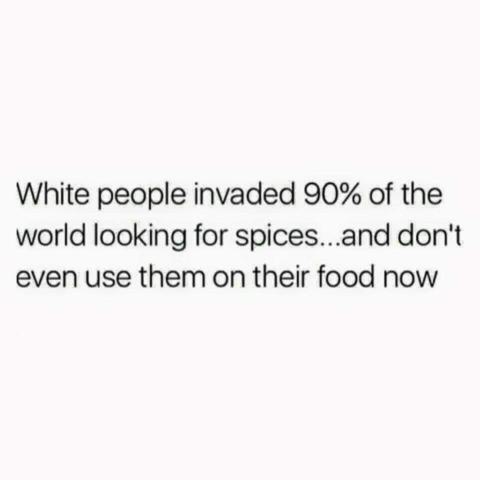 White people invaded 90% of the
world looking for spices...and don't
even use them on their food now